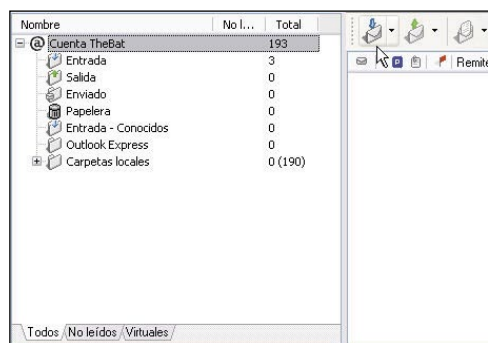 Nombre No l... Total
Cuenta TheBat 193
Entrada 3
Salida 0
Enviado 0
Papelera 0
Entrada - Conocidos 0
Outlook Express 0
Carpetas locales 0 (190)
Todos No leídos Virtuales
Remite